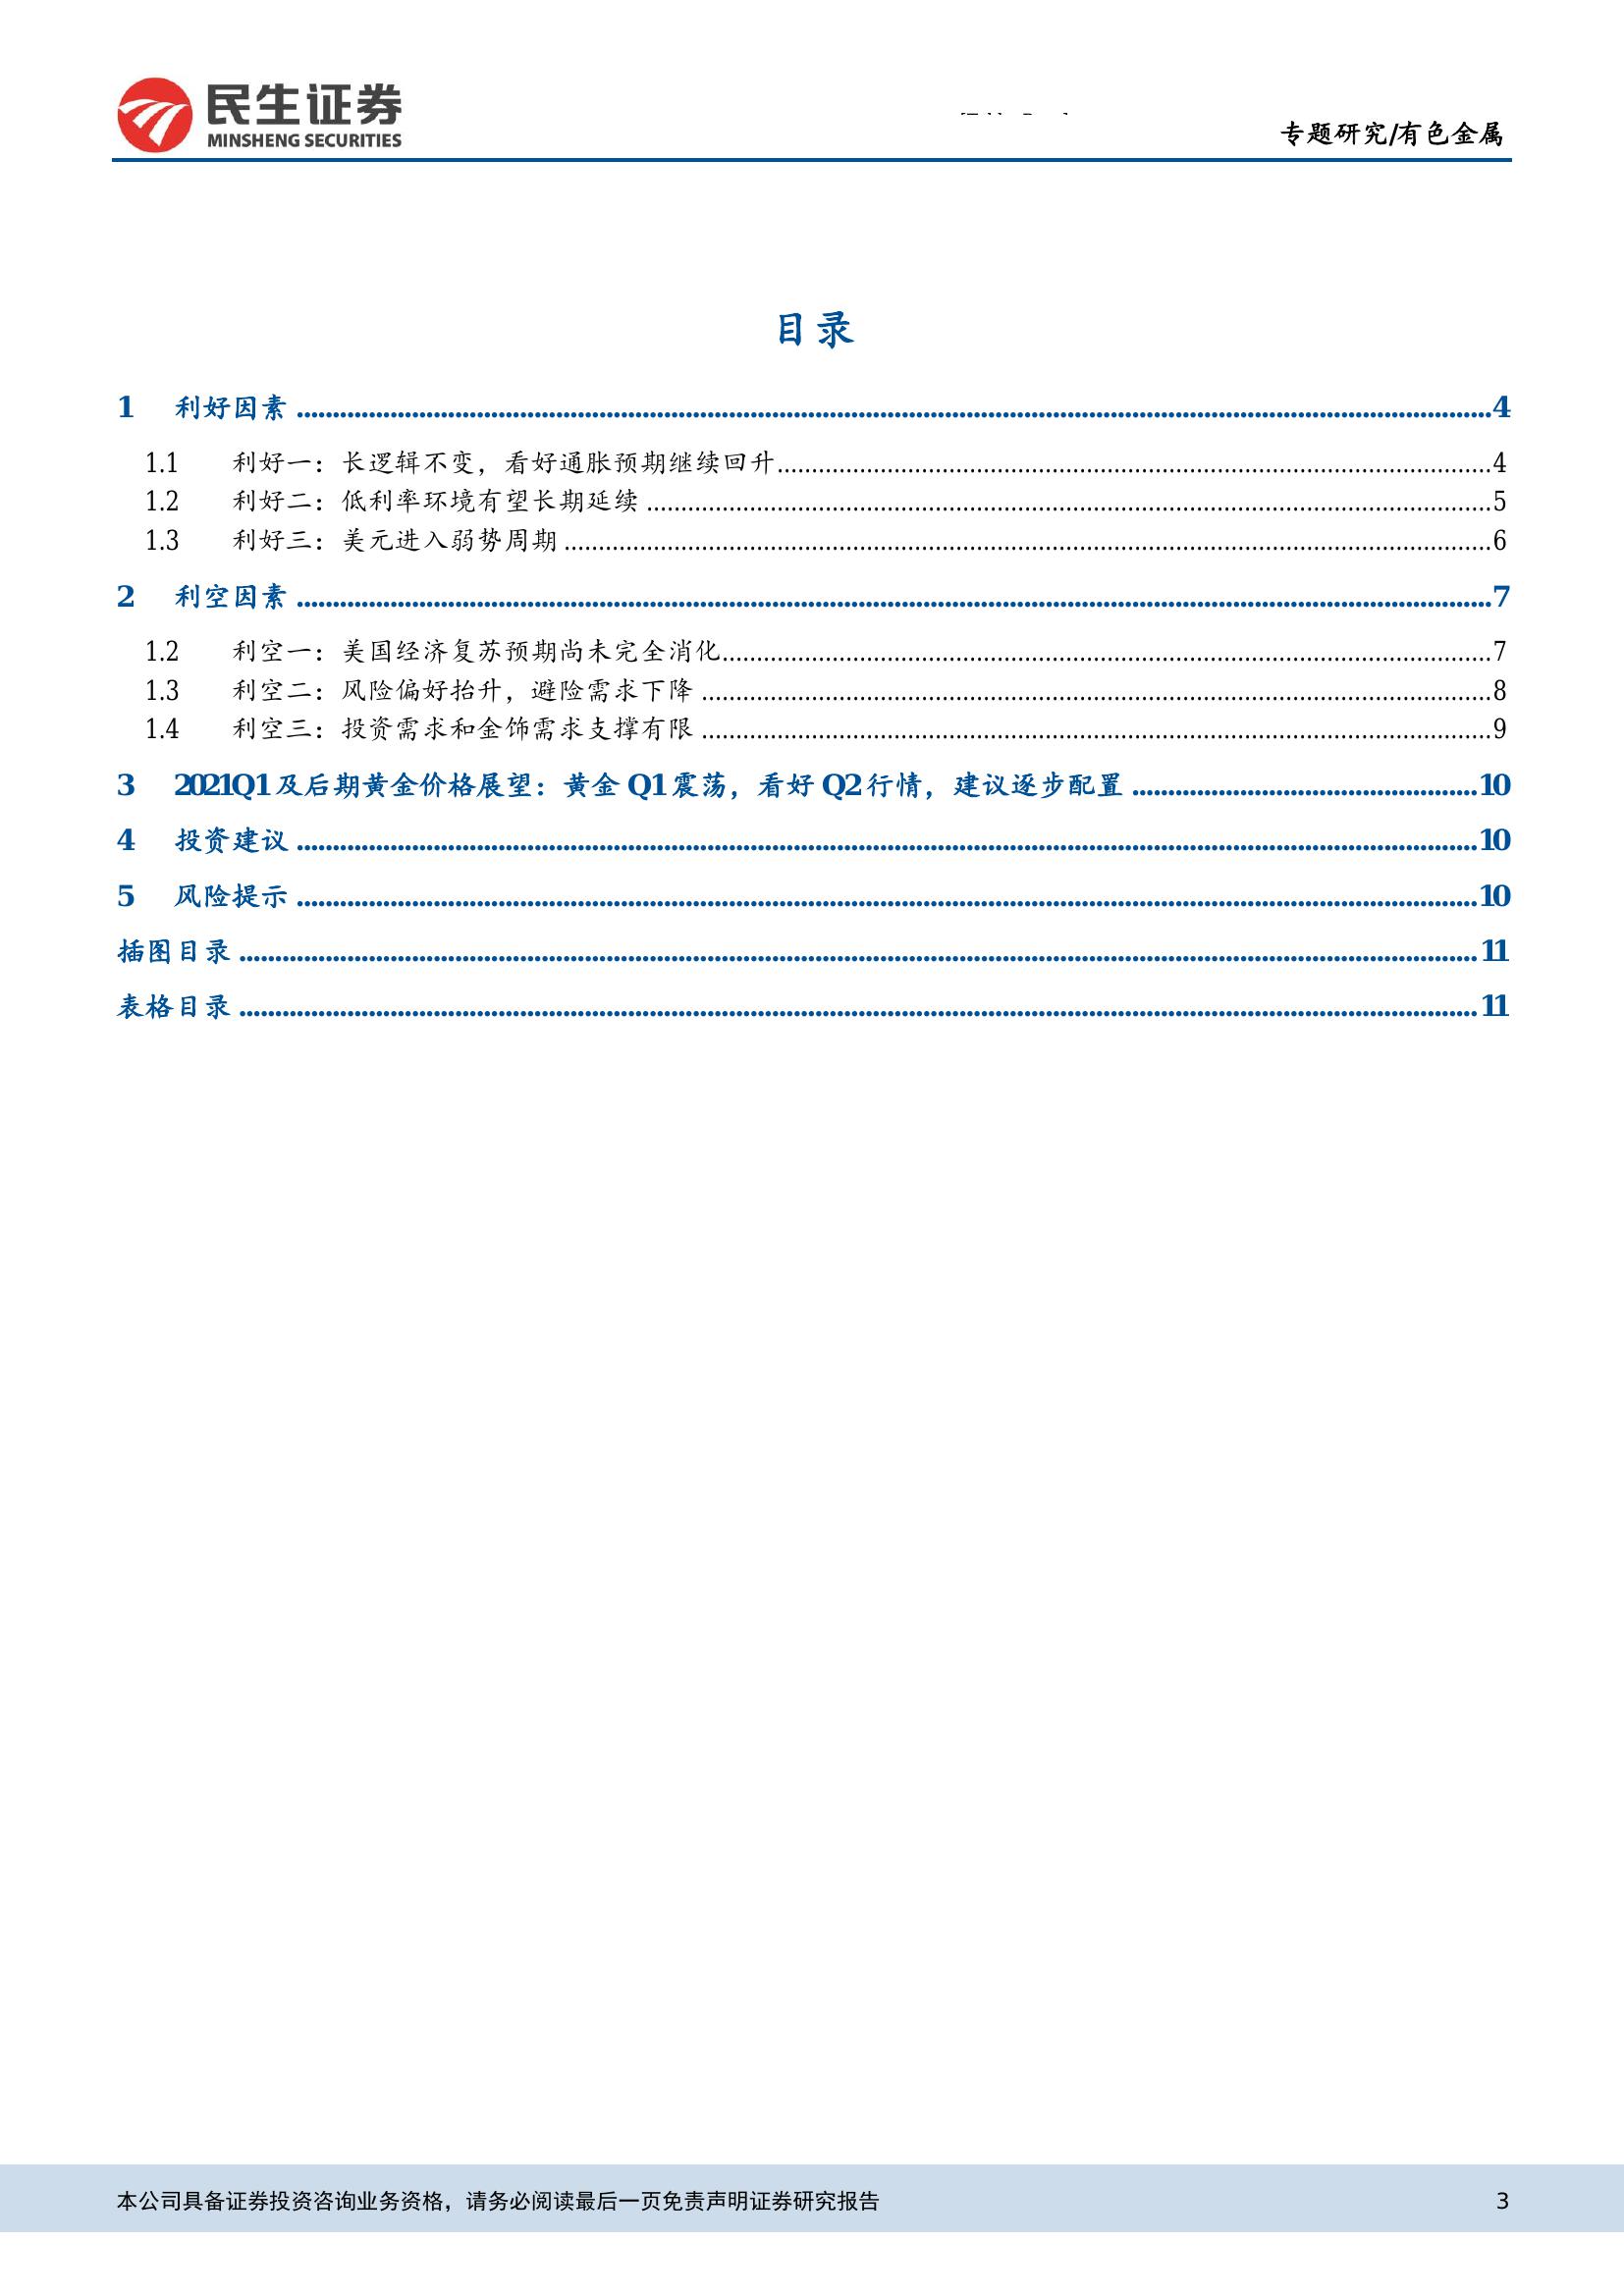 民生证券
MINSHENG SECURITIES
专题研究/有色金属
目录
1 利好因素 ........ 4
1.1 利好一：长逻辑不变，看好通胀预期继续回升 ........ 4
1.2 利好二：低利率环境有望长期延续 ........ 5
1.3 利好三：美元进入弱势周期 ........ 6
2 利空因素 ........ 7
1.2 利空一：美国经济复苏预期尚未完全消化 ........ 7
1.3 利空二：风险偏好抬升，避险需求下降 ........ 8
1.4 利空三：投资需求和金饰需求支撑有限 ........ 9
3 2021Q1 及后期黄金价格展望：黄金 Q1 震荡，看好 Q2 行情，建议逐步配置 ........ 10
4 投资建议 ........ 10
5 风险提示 ........ 10
插图目录 ........ 11
表格目录 ........ 11
本公司具备证券投资咨询业务资格，请务必阅读最后一页免责声明证券研究报告 3